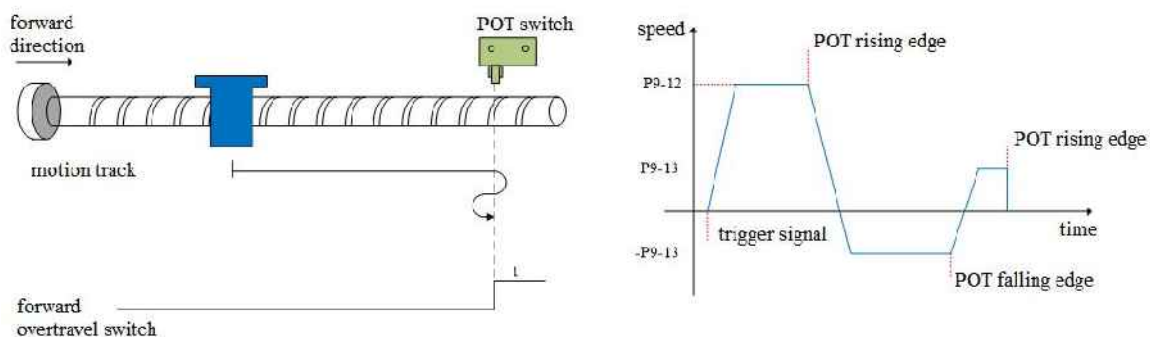 forward
direction
POT switch
motion track
1
forward
overtravel switch
speed
POT rising edge
P9-12
POT rising edge
P9-13
trigger signal
time
-P9-13
POT falling edge